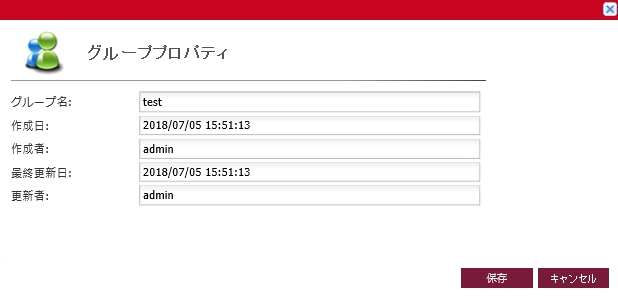 グループプロパティ
グループ名: test
作成日: 2018/07/05 15:51:13
作成者: admin
最終更新日: 2018/07/05 15:51:13
更新者: admin
保存 キャンセル